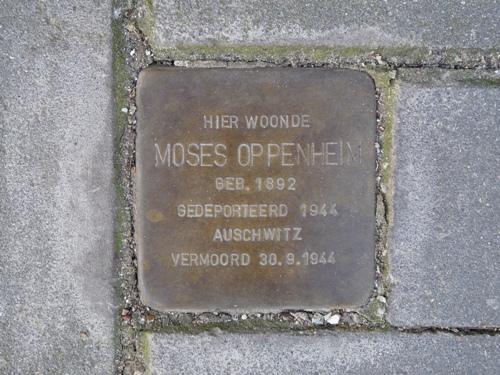 HIER WOONDE
MOSES OPPENHEIM
GEB. 1892
GEDEPORTEERD 1944
AUSCHWITZ
VERMOORD 30.9.1944